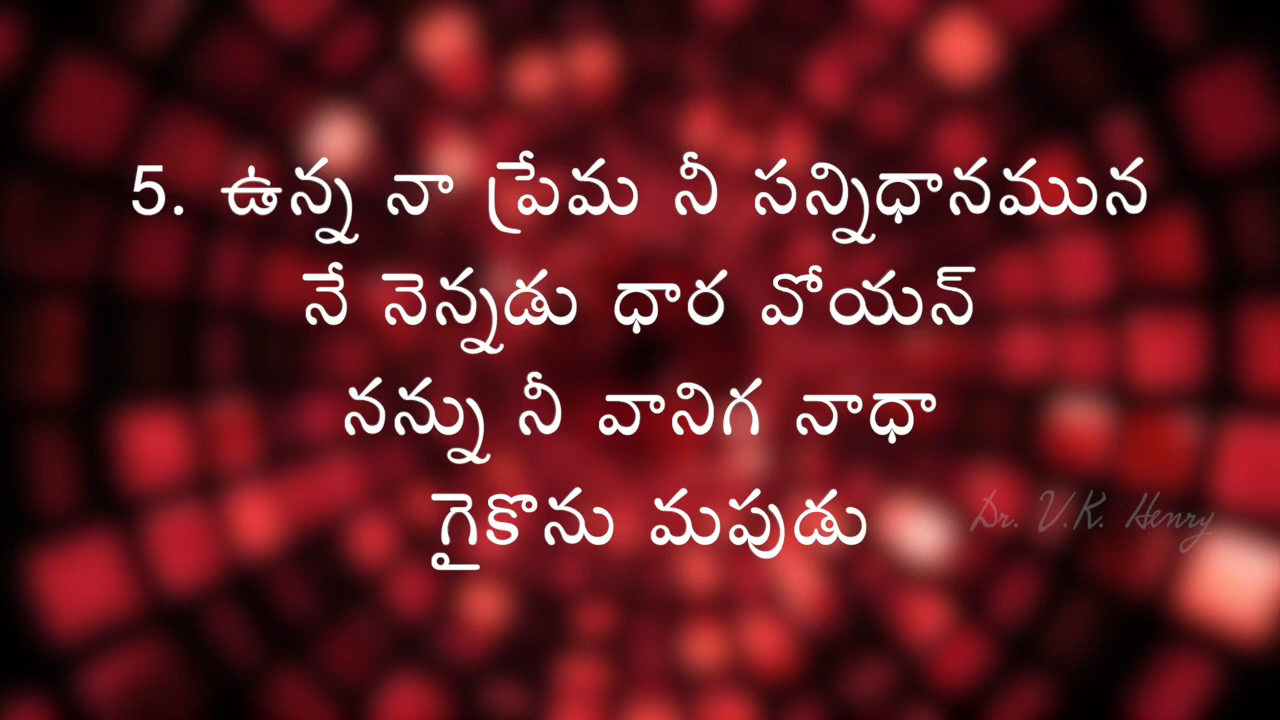 5. ఉన్న నా ప్రేమ నీ సన్నిధానమున
నే నెన్నడు ధార వోయన్
నన్ను నీ వానిగ నాధా
గైకొను మపుడు
Dr. V.K. Henry